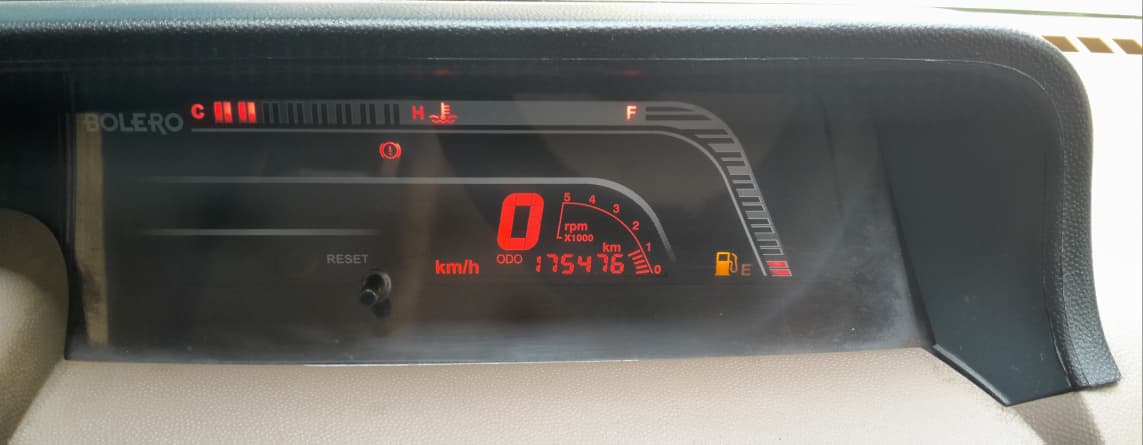 C H F
BOLERO
0
5
4
3
rpm
X1000
2
km
1
RESET
km/h
ODO
175476
0
E